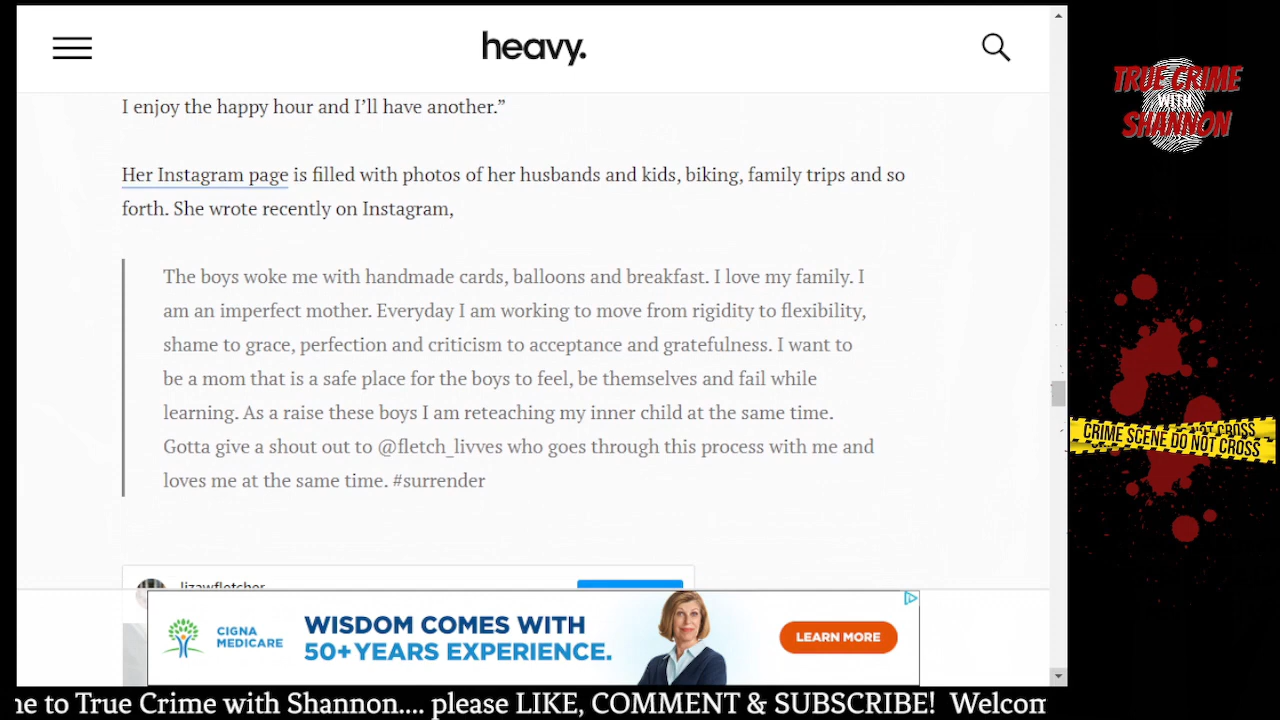 heavy.
I enjoy the happy hour and I’ll have another.”
Her Instagram page is filled with photos of her husbands and kids, biking, family trips and so
forth. She wrote recently on Instagram,
The boys woke me with handmade cards, balloons and breakfast. I love my family. I
am an imperfect mother. Everyday I am working to move from rigidity to flexibility,
shame to grace, perfection and criticism to acceptance and gratefulness. I want to
be a mom that is a safe place for the boys to feel, be themselves and fail while
learning. As a raise these boys I am reteaching my inner child at the same time.
Gotta give a shout out to @fletch_livves who goes through this process with me and
loves me at the same time. #surrender
lizawfletcher
CIGNA
MEDICARE
WISDOM COMES WITH
50+ YEARS EXPERIENCE.
LEARN MORE
TRUE CRIME
WITH
SHANNON
CRIME SCENE DO NOT CROSS
NOT CROSS
to True Crime with Shannon.... please LIKE, COMMENT & SUBSCRIBE! Welcom